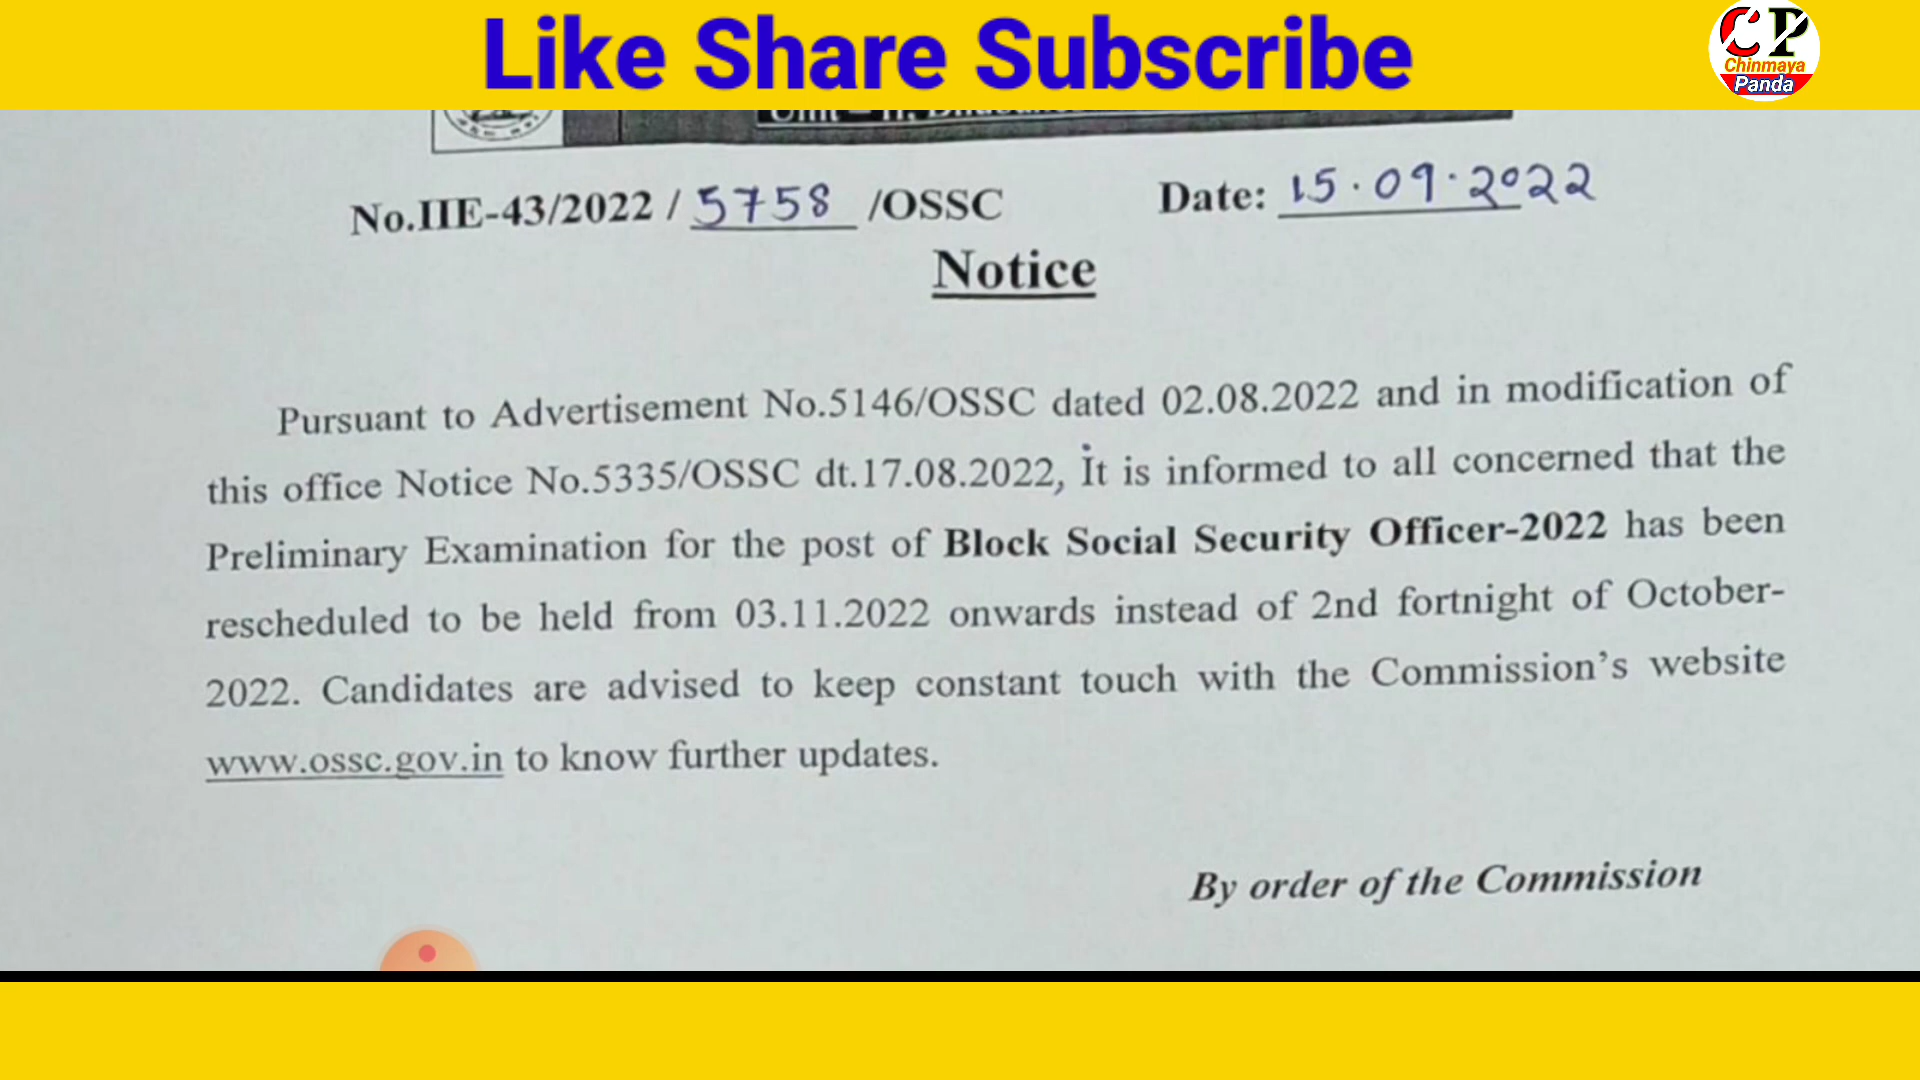 Like Share Subscribe
CP
Chinmaya
Panda
No.IIE-43/2022 / 5758 /OSSC Date: 15.09.2022
Notice
Pursuant to Advertisement No.5146/OSSC dated 02.08.2022 and in modification of
this office Notice No.5335/OSSC dt.17.08.2022, It is informed to all concerned that the
Preliminary Examination for the post of Block Social Security Officer-2022 has been
rescheduled to be held from 03.11.2022 onwards instead of 2nd fortnight of October-
2022. Candidates are advised to keep constant touch with the Commission’s website
www.ossc.gov.in to know further updates.
By order of the Commission